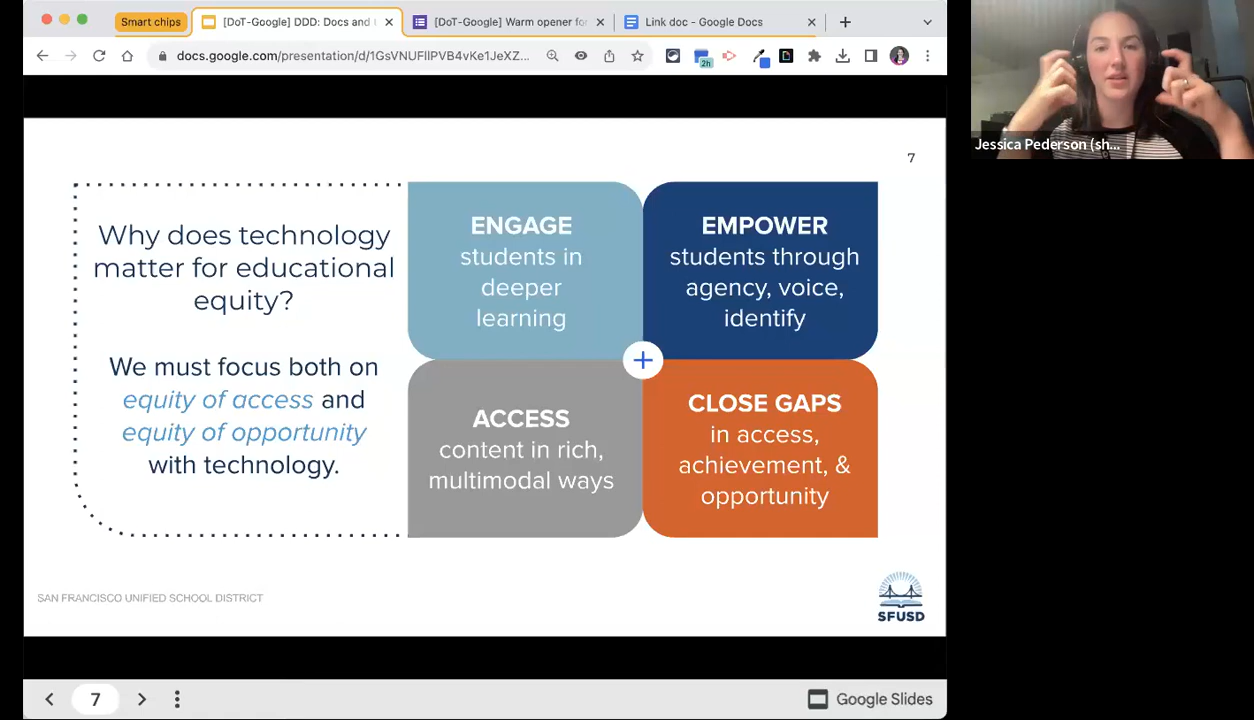 Smart chips
[DoT-Google] DDD: Docs and
[DoT-Google] Warm opener fo
Link doc - Google Docs
docs.google.com/presentation/d/1GsVNUFlIPVB4vKe1JeXZ...
2h
Jessica Pederson (sh...
7
Why does technology
matter for educational
equity?
We must focus both on
equity of access and
equity of opportunity
with technology.
ENGAGE
students in
deeper
learning
EMPOWER
students through
agency, voice,
identify
ACCESS
content in rich,
multimodal ways
CLOSE GAPS
in access,
achievement, &
opportunity
SAN FRANCISCO UNIFIED SCHOOL DISTRICT
SFUSD
7
Google Slides